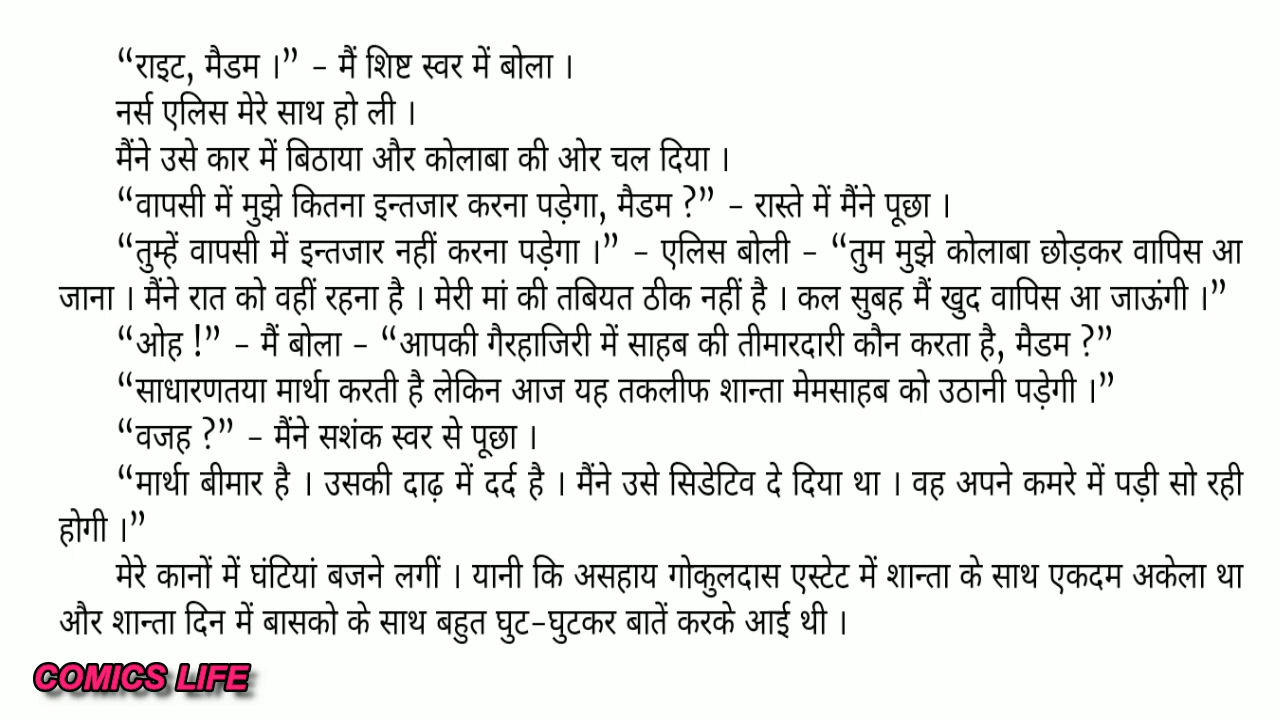 “राइट, मैडम ।” - मैं शिष्ट स्वर में बोला ।
नर्स एलिस मेरे साथ हो ली ।
मैंने उसे कार में बिठाया और कोलाबा की ओर चल दिया ।
“वापसी में मुझे कितना इन्तजार करना पड़ेगा, मैडम ?” - रास्ते में मैंने पूछा ।
“तुम्हें वापसी में इन्तजार नहीं करना पड़ेगा ।” - एलिस बोली - “तुम मुझे कोलाबा छोड़कर वापिस आ
जाना । मैंने रात को वहीं रहना है । मेरी मां की तबियत ठीक नहीं है । कल सुबह मैं खुद वापिस आ जाऊंगी ।”
“ओह !” - मैं बोला - “आपकी गैरहाजिरी में साहब की तीमारदारी कौन करता है, मैडम ?”
“साधारणतया मार्था करती है लेकिन आज यह तकलीफ शान्ता मेमसाहब को उठानी पड़ेगी ।”
“वजह ?” - मैंने सशंक स्वर से पूछा ।
“मार्था बीमार है । उसकी दाढ़ में दर्द है । मैंने उसे सिडेटिव दे दिया था । वह अपने कमरे में पड़ी सो रही
होगी ।”
मेरे कानों में घंटियां बजने लगीं । यानी कि असहाय गोकुलदास एस्टेट में शान्ता के साथ एकदम अकेला था
और शान्ता दिन में बासको के साथ बहुत घुट-घुटकर बातें करके आई थी ।
COMICS LIFE